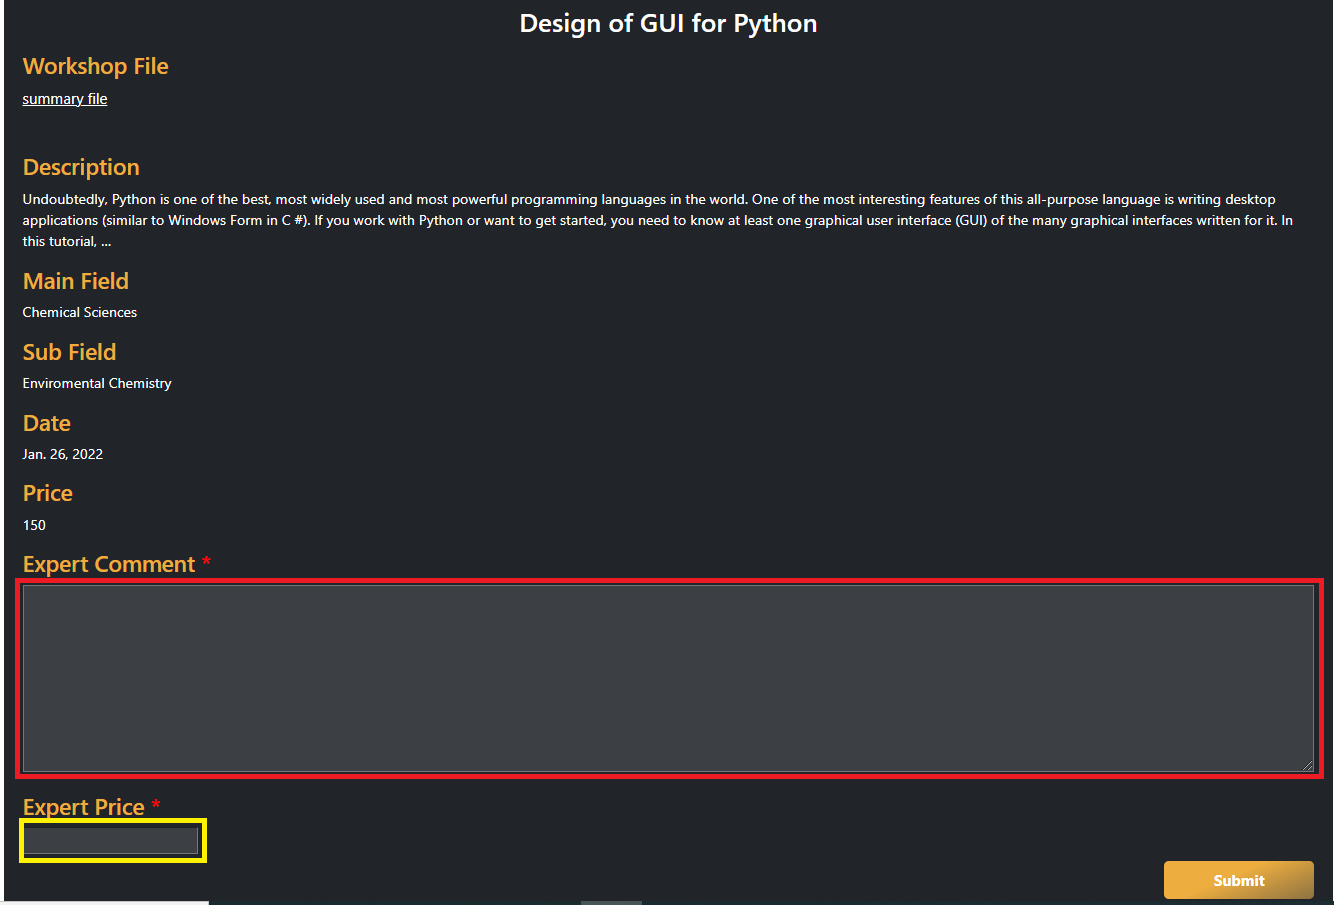 Design of GUI for Python
Workshop File
summary file
Description
Undoubtedly, Python is one of the best, most widely used and most powerful programming languages in the world. One of the most interesting features of this all-purpose language is writing desktop
applications (similar to Windows Form in C #). If you work with Python or want to get started, you need to know at least one graphical user interface (GUI) of the many graphical interfaces written for it. In
this tutorial, ...
Main Field
Chemical Sciences
Sub Field
Enviromental Chemistry
Date
Jan. 26, 2022
Price
150
Expert Comment *
Expert Price *
Submit